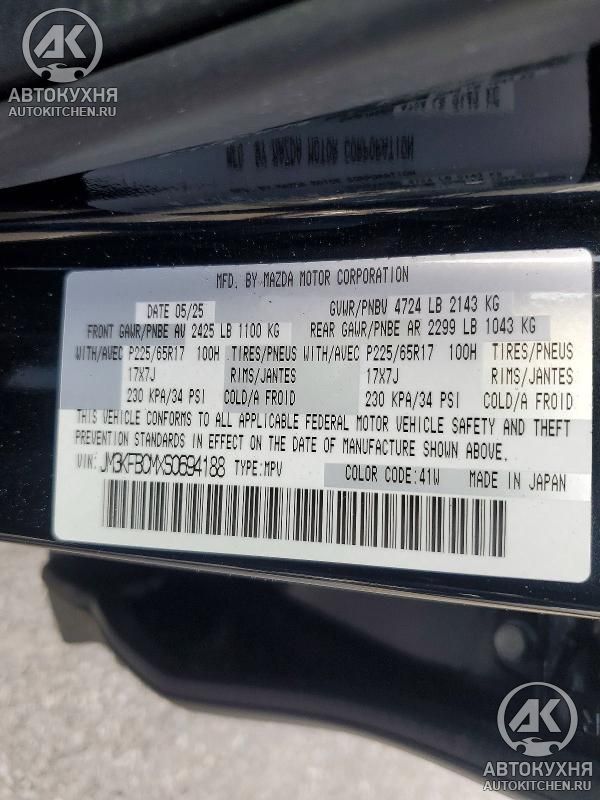 AK
АВТОКУХНЯ
AUTOKITCHEN.RU
MFD. BY MAZDA MOTOR CORPORATION
DATE 05/25 GVWR/PNBV 4724 LB 2143 KG
FRONT GAWR/PNBE AV 2425 LB 1100 KG REAR GAWR/PNBE AR 2299 LB 1043 KG
WITH/AVEC P225/65R17 100H TIRES/PNEUS WITH/AVEC P225/65R17 100H TIRES/PNEUS
17X7J RIMS/JANTES 17X7J RIMS/JANTES
230 KPA/34 PSI COLD/A FROID 230 KPA/34 PSI COLD/A FROID
THIS VEHICLE CONFORMS TO ALL APPLICABLE FEDERAL MOTOR VEHICLE SAFETY AND THEFT
PREVENTION STANDARDS IN EFFECT ON THE DATE OF MANUFACTURE SHOWN ABOVE.
VIN: JM3KFBCMXS0694188 TYPE:MPV COLOR CODE:41W MADE IN JAPAN
AK
АВТОКУХНЯ
AUTOKITCHEN.RU